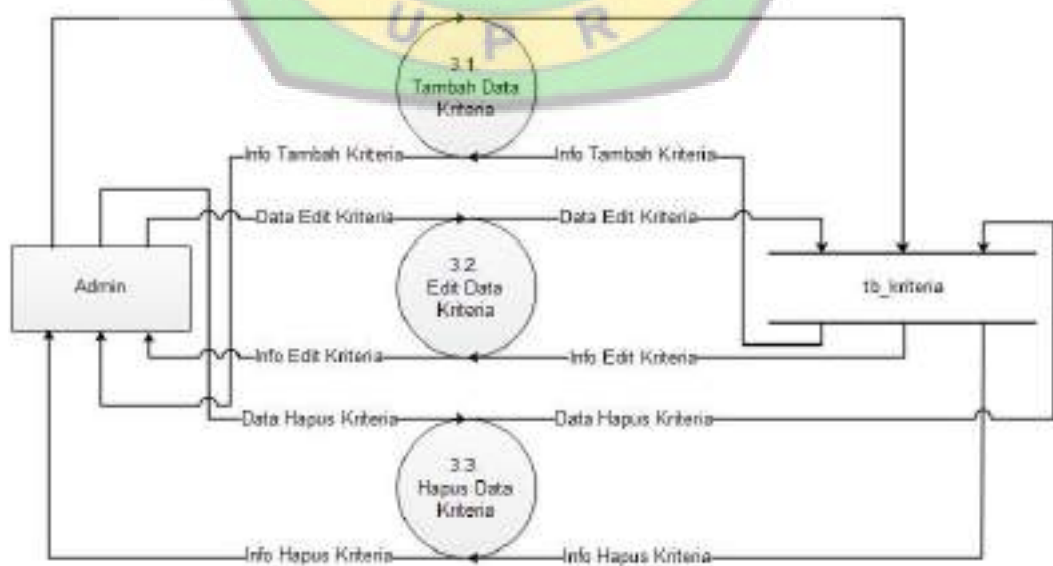 U P R
3.1
Tambah Data
Kriteria
Info Tambah Kriteria
Info Tambah Kriteria
Data Edit Kriteria
Data Edit Kriteria
3.2
Edit Data
Kriteria
Admin
tb_kriteria
Info Edit Kriteria
Info Edit Kriteria
Data Hapus Kriteria
Data Hapus Kriteria
3.3
Hapus Data
Kriteria
Info Hapus Kriteria
Info Hapus Kriteria